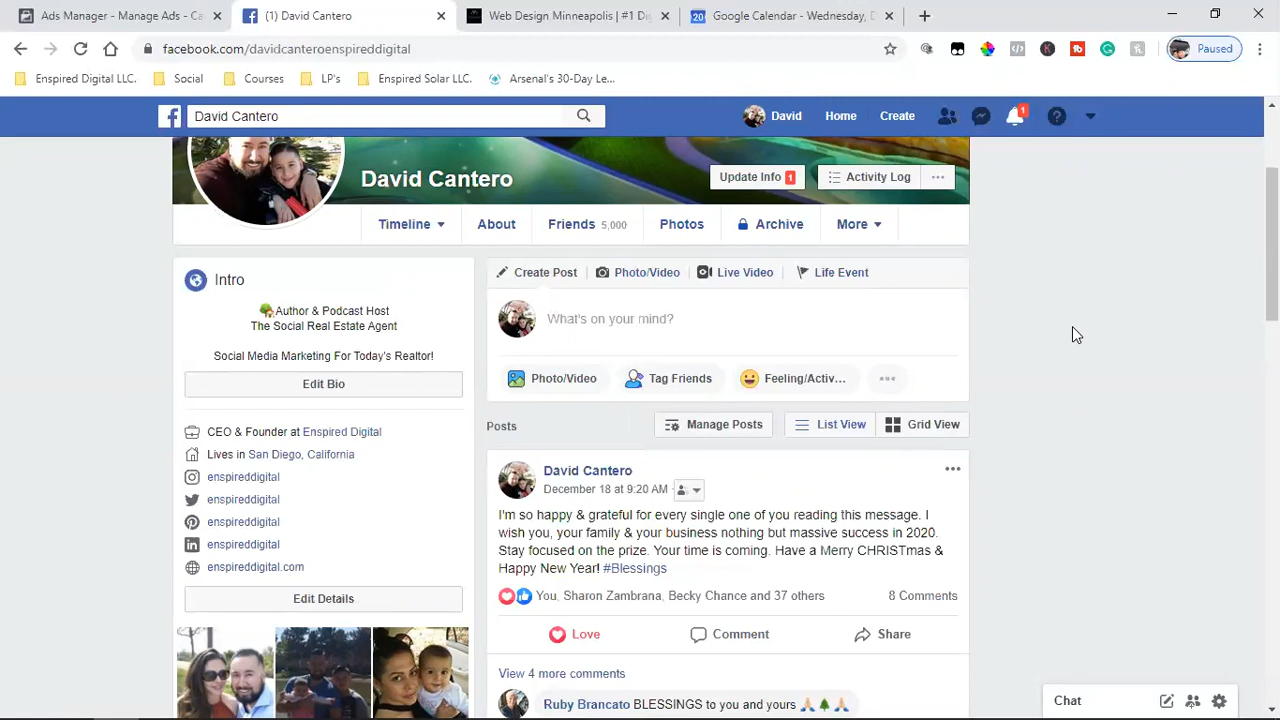 Ads Manager - Manage Ads - C
(1) David Cantero
Web Design Minneapolis | #1 Di
Google Calendar - Wednesday, D
facebook.com/davidcanteroenspireddigital
Paused
Enspired Digital LLC.
Social
Courses
LP's
Enspired Solar LLC.
Arsenal's 30-Day Le...
David Cantero
David
Home
Create
1
David Cantero
Update Info 1
Activity Log
Timeline
About
Friends 5,000
Photos
Archive
More
Intro
Author & Podcast Host
The Social Real Estate Agent
Social Media Marketing For Today's Realtor!
Edit Bio
CEO & Founder at Enspired Digital
Lives in San Diego, California
enspireddigital
enspireddigital
enspireddigital
enspireddigital
enspireddigital.com
Edit Details
Create Post
Photo/Video
Live Video
Life Event
What's on your mind?
Photo/Video
Tag Friends
Feeling/Activ...
Posts
Manage Posts
List View
Grid View
David Cantero
December 18 at 9:20 AM
I'm so happy & grateful for every single one of you reading this message. I
wish you, your family & your business nothing but massive success in 2020.
Stay focused on the prize. Your time is coming. Have a Merry CHRISTmas &
Happy New Year! #Blessings
You, Sharon Zambrana, Becky Chance and 37 others
8 Comments
Love
Comment
Share
View 4 more comments
Ruby Brancato BLESSINGS to you and yours
Chat